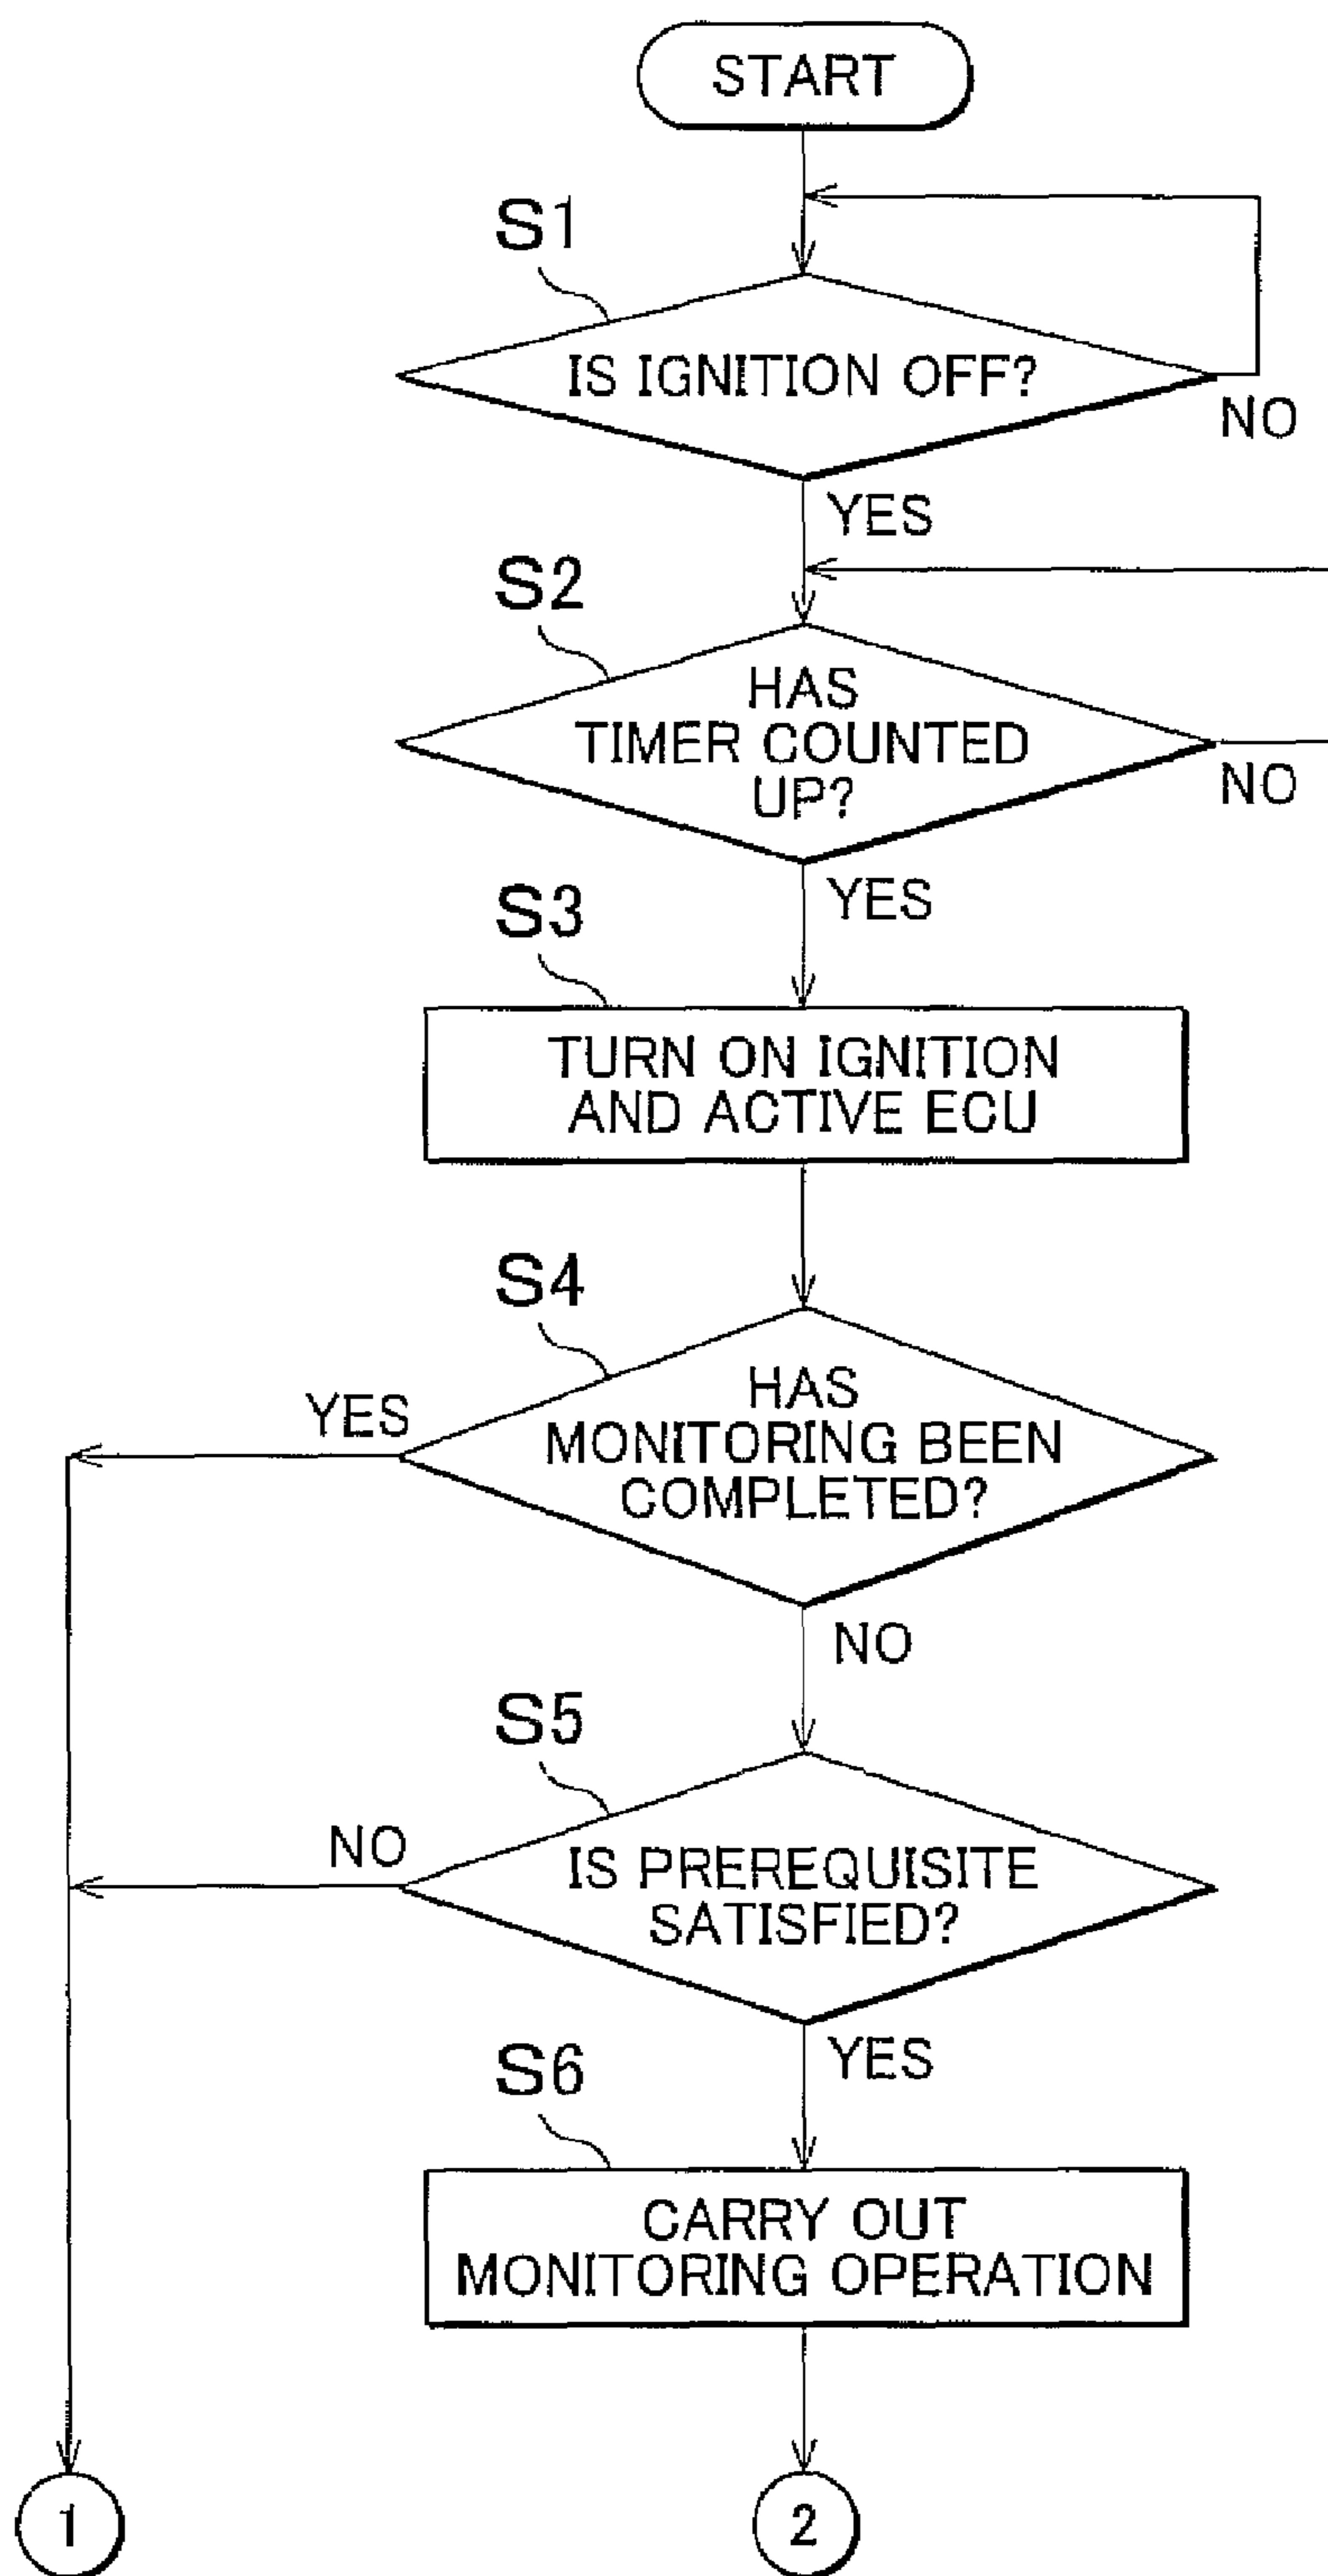 START
S1
IS IGNITION OFF?
NO
YES
S2
HAS
TIMER COUNTED
UP?
NO
YES
S3
TURN ON IGNITION
AND ACTIVE ECU
S4
YES
HAS
MONITORING BEEN
COMPLETED?
NO
S5
NO
IS PREREQUISITE
SATISFIED?
YES
S6
CARRY OUT
MONITORING OPERATION
1
2